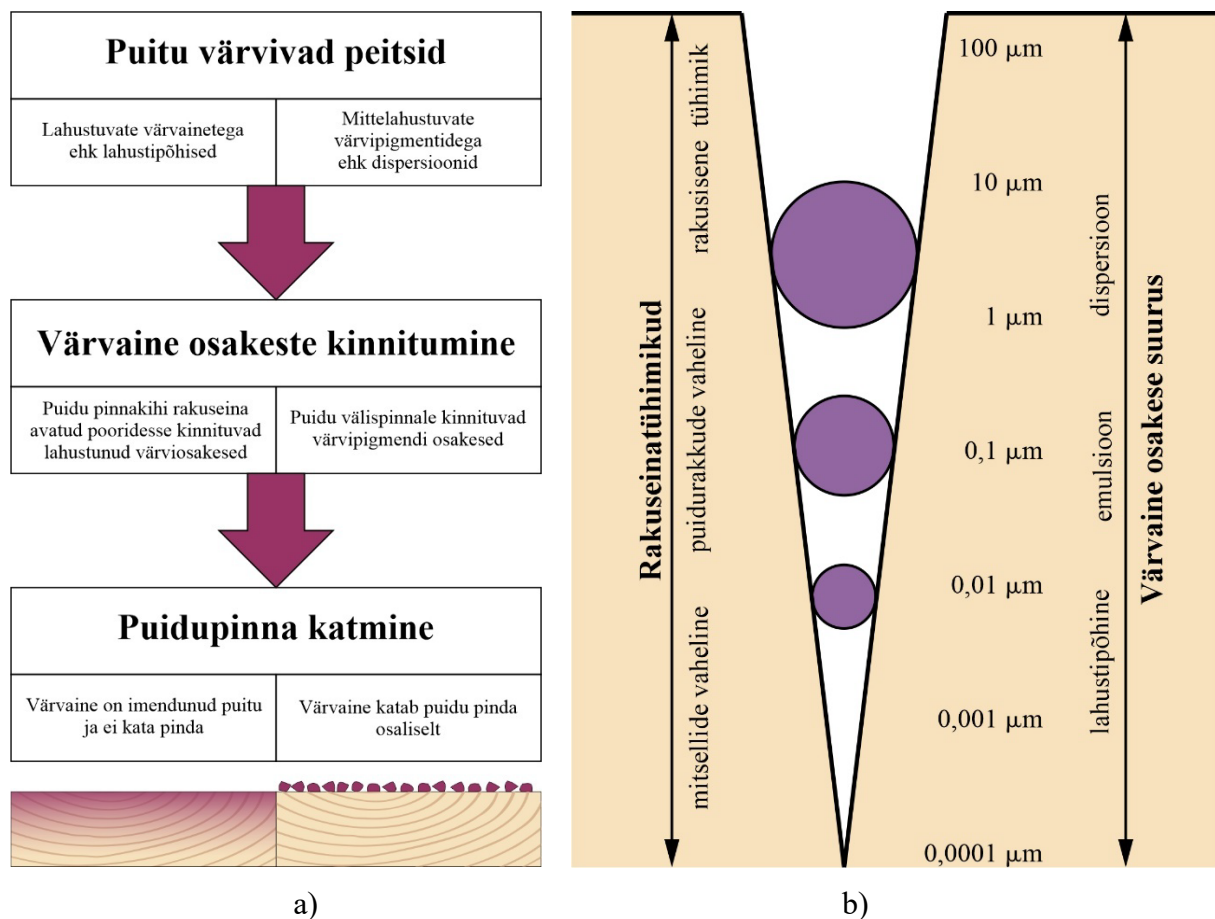 Puitu värvivad peitsid
Lahustuvate värvainetega
ehk lahustipõhised
Mittelahustuvate
värvipigmentidega
ehk dispersioonid
Värvaine osakeste kinnitumine
Puidu pinnakihi rakuseina
avatud pooridesse kinnituvad
lahustunud värviosakesed
Puidu välispinnale kinnituvad
värvipigmendi osakesed
Puidupinna katmine
Värvaine on imendunud puitu
ja ei kata pinda
Värvaine katab puidu pinda
osaliselt
a)
Rakuseinatühimikud
rakusisene tühimik
puidurakkude vaheline
mitsellide vaheline
100 µm
10 µm
1 µm
0,1 µm
0,01 µm
0,001 µm
0,0001 µm
dispersioon
emulsioon
lahustipõhine
Värvaine osakese suurus
b)